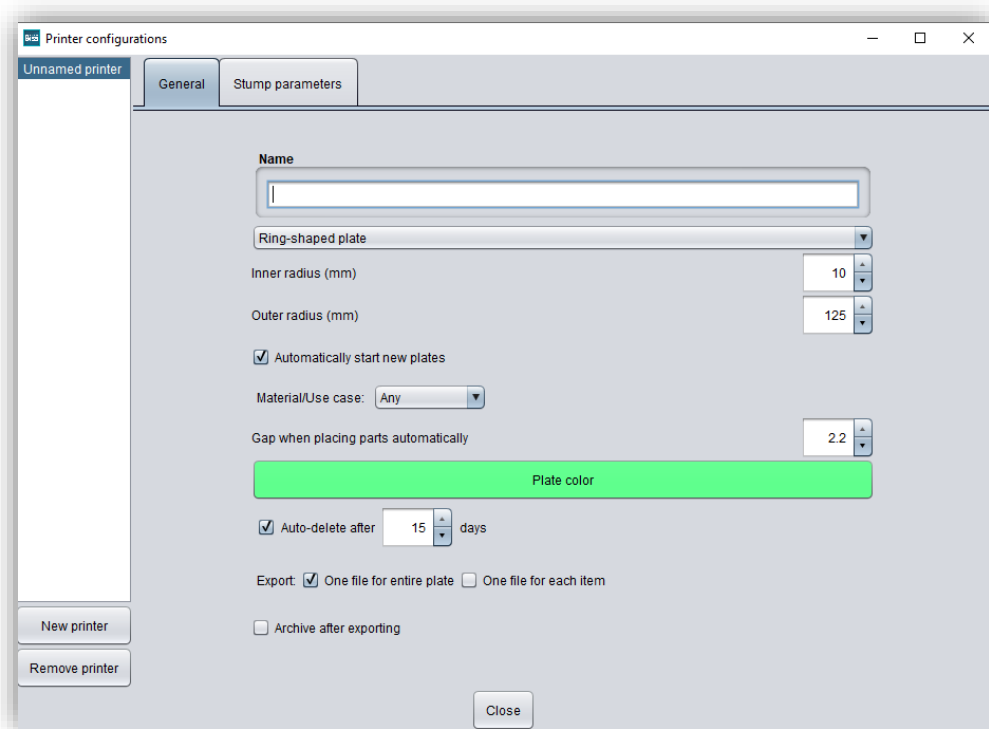 Printer configurations
Unnamed printer
General
Stump parameters
Name
Ring-shaped plate
Inner radius (mm)
10
Outer radius (mm)
125
Automatically start new plates
Material/Use case: Any
Gap when placing parts automatically
2.2
Plate color
Auto-delete after 15 days
Export: One file for entire plate One file for each item
Archive after exporting
New printer
Remove printer
Close